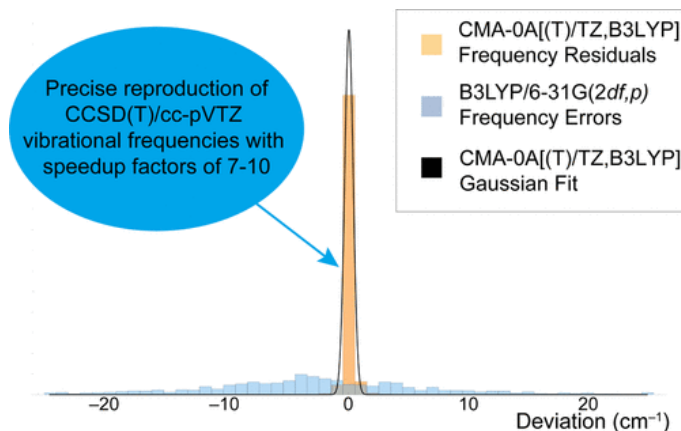 Precise reproduction of
CCSD(T)/cc-pVTZ
vibrational frequencies with
speedup factors of 7-10
CMA-0A[(T)/TZ,B3LYP]
Frequency Residuals
B3LYP/6-31G(2df,p)
Frequency Errors
CMA-0A[(T)/TZ,B3LYP]
Gaussian Fit
−20 −10 0 10 20
Deviation (cm⁻¹)